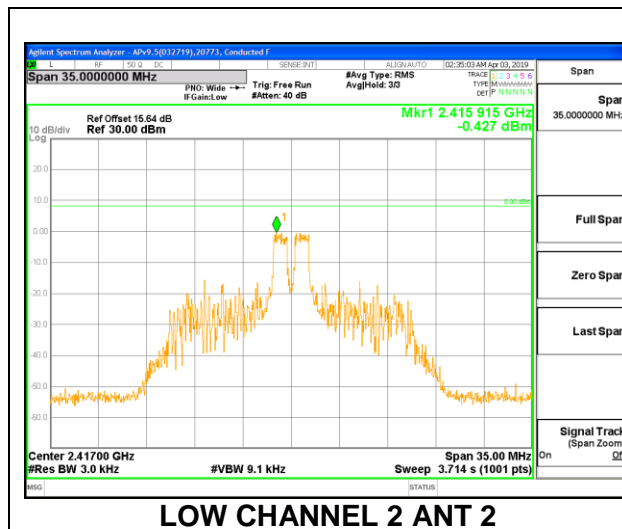 Agilent Spectrum Analyzer - APv9.5(032719),20773, Conducted F
L RF 50 Ω DC SENSE:INT ALIGN AUTO 02:35:03 AM Apr 03, 2019
Span 35.0000000 MHz
PNO: Wide
IFGain:Low
Trig: Free Run
#Atten: 40 dB
#Avg Type: RMS
Avg|Hold: 3/3
TRACE 1 2 3 4 5 6
TYPE MWWWWW
DET P N N N N N
Span
Span
35.0000000 MHz
Full Span
Zero Span
Last Span
Signal Track
(Span Zoom)
On Off
Ref Offset 15.64 dB
10 dB/div Ref 30.00 dBm
Log
Mkr1 2.415 915 GHz
-0.427 dBm
20.0
10.0
8.00 dBm
0.00
1
-10.0
-20.0
-30.0
-40.0
-50.0
-60.0
Center 2.41700 GHz Span 35.00 MHz
#Res BW 3.0 kHz #VBW 9.1 kHz Sweep 3.714 s (1001 pts)
MSG STATUS
LOW CHANNEL 2 ANT 2